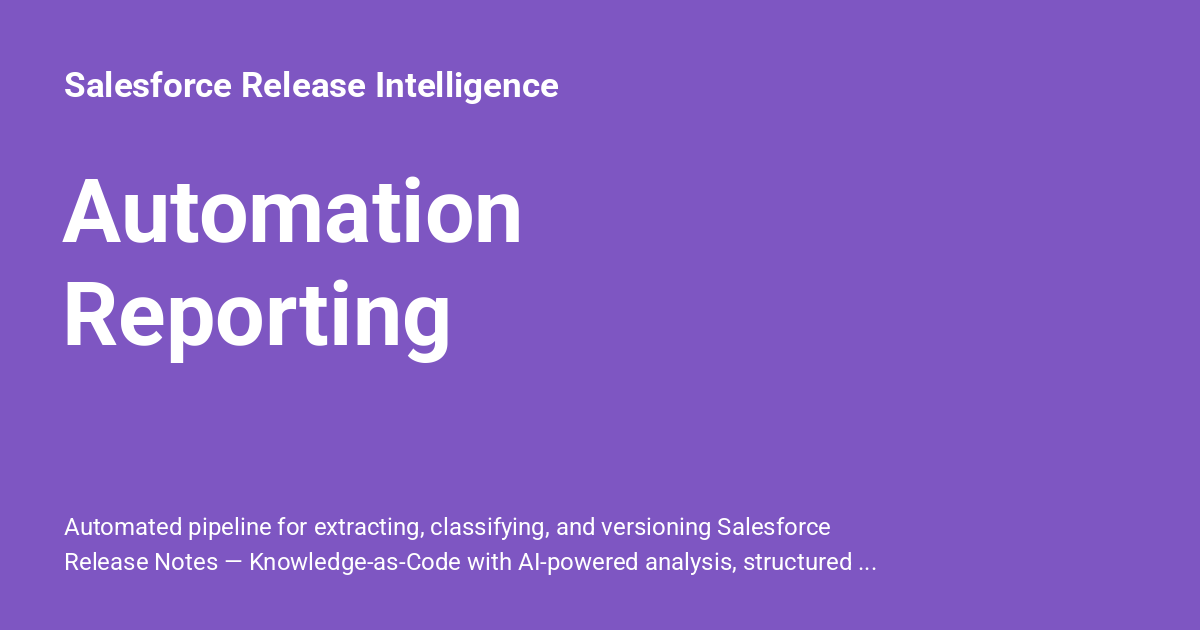 Salesforce Release Intelligence
Automation
Reporting
Automated pipeline for extracting, classifying, and versioning Salesforce
Release Notes — Knowledge-as-Code with AI-powered analysis, structured ...